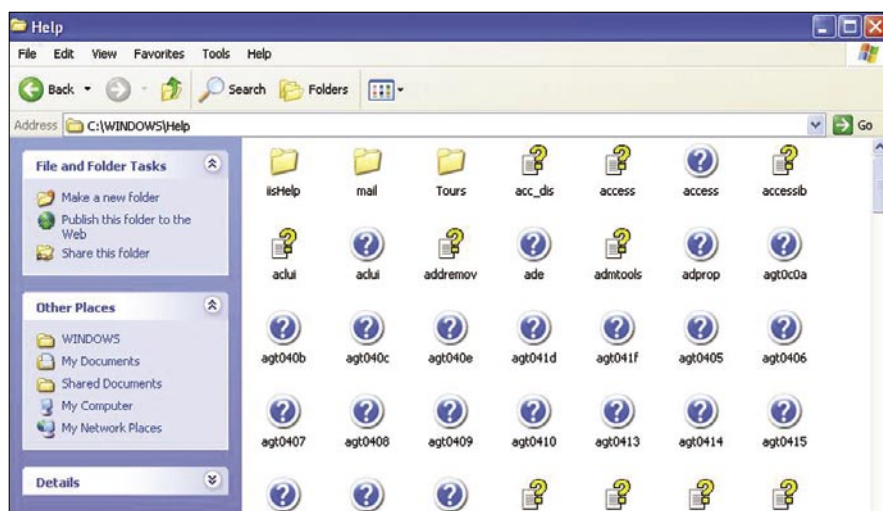 Help
File Edit View Favorites Tools Help
Back Search Folders
Address C:\WINDOWS\Help Go
File and Folder Tasks
Make a new folder
Publish this folder to the
Web
Share this folder
Other Places
WINDOWS
My Documents
Shared Documents
My Computer
My Network Places
Details
iisHelp mail Tours acc_dis access access accessib
aclui aclui addremov ade admtools adprop agt0c0a
agt040b agt040c agt040e agt041d agt041f agt0405 agt0406
agt0407 agt0408 agt0409 agt0410 agt0413 agt0414 agt0415